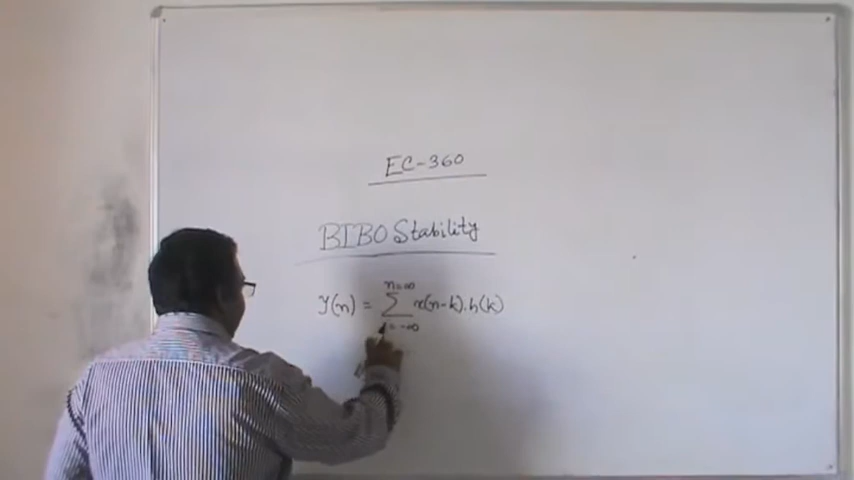 EC-360
BIBO Stability
n=∞
y(n) = ∑ x(n-k).h(k)
=-∞